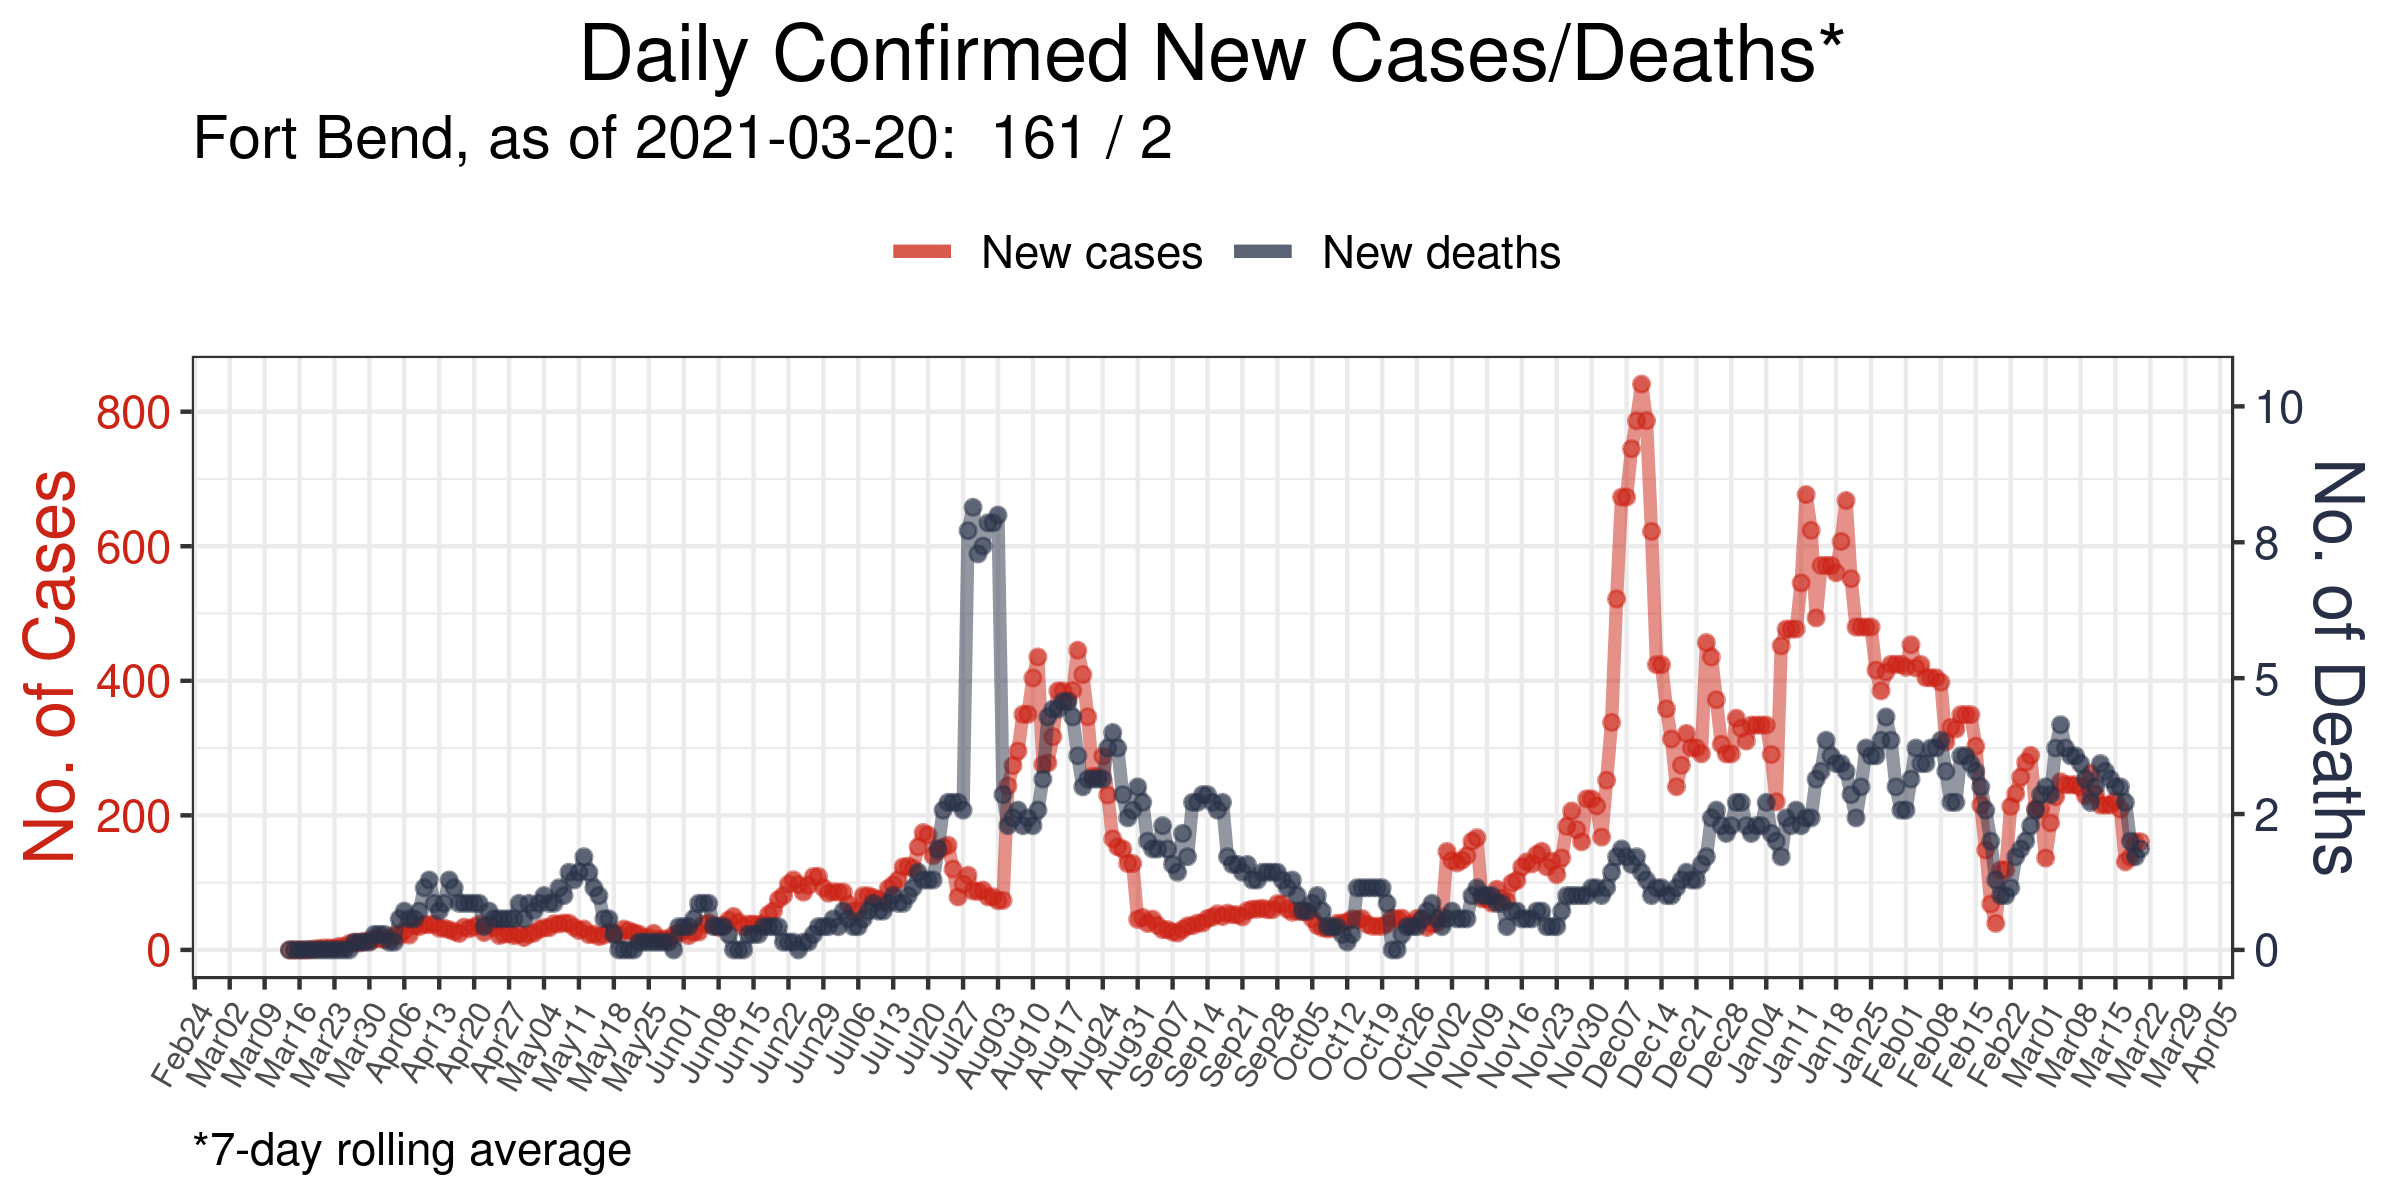 Daily Confirmed New Cases/Deaths*
Fort Bend, as of 2021-03-20:  161 / 2
New cases New deaths
No. of Cases
800
600
400
200
0
10
8
5
2
0
No. of Deaths
Feb24 Mar02 Mar09 Mar16 Mar23 Mar30 Apr06 Apr13 Apr20 Apr27 May04 May11 May18 May25 Jun01 Jun08 Jun15 Jun22 Jun29 Jul06 Jul13 Jul20 Jul27 Aug03 Aug10 Aug17 Aug24 Aug31 Sep07 Sep14 Sep21 Sep28 Oct05 Oct12 Oct19 Oct26 Nov02 Nov09 Nov16 Nov23 Nov30 Dec07 Dec14 Dec21 Dec28 Jan04 Jan11 Jan18 Jan25 Feb01 Feb08 Feb15 Feb22 Mar01 Mar08 Mar15 Mar22 Mar29 Apr05
*7-day rolling average